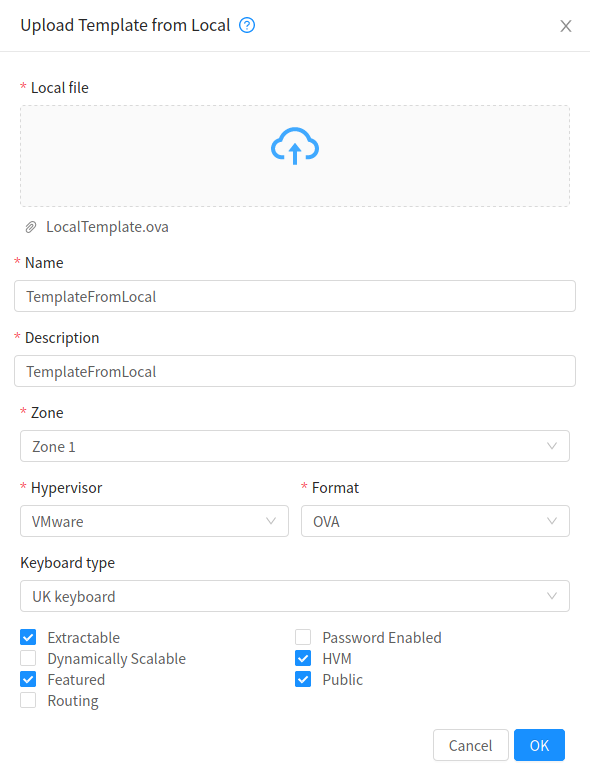 Upload Template from Local
* Local file
LocalTemplate.ova
* Name
TemplateFromLocal
* Description
TemplateFromLocal
* Zone
Zone 1
* Hypervisor * Format
VMware OVA
Keyboard type
UK keyboard
Extractable Password Enabled
Dynamically Scalable HVM
Featured Public
Routing
Cancel OK